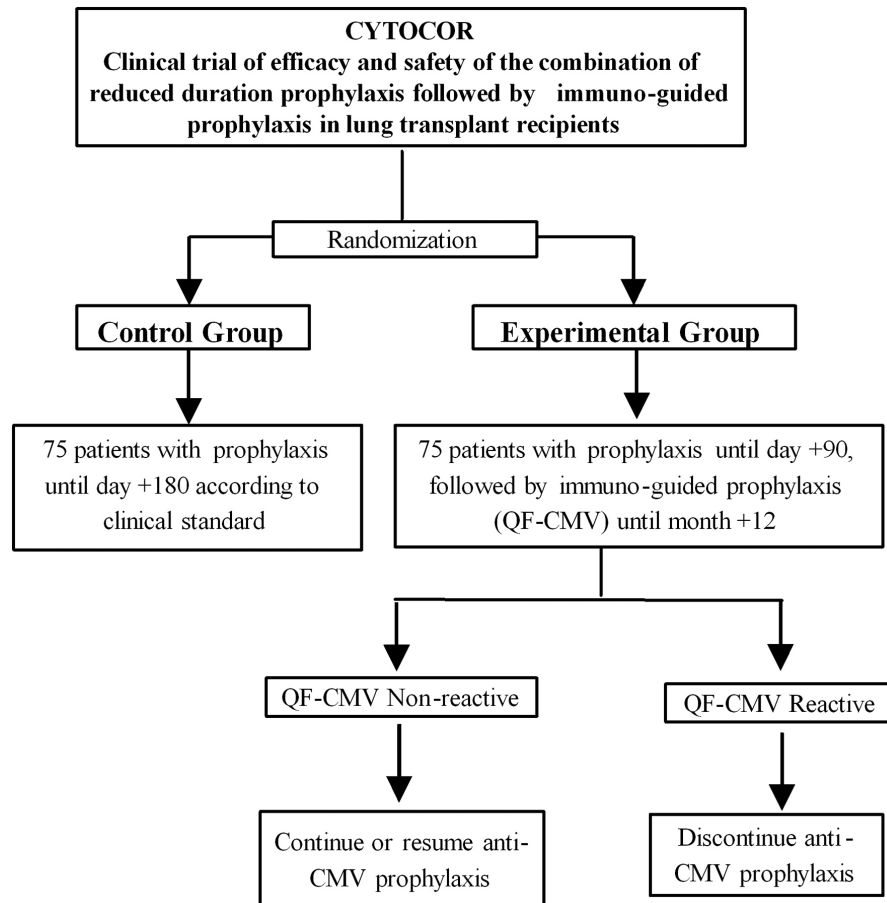 CYTOCOR
Clinical trial of efficacy and safety of the combination of
reduced duration prophylaxis followed by immuno-guided
prophylaxis in lung transplant recipients
Randomization
Control Group
Experimental Group
75 patients with prophylaxis
until day +180 according to
clinical standard
75 patients with prophylaxis until day +90,
followed by immuno-guided prophylaxis
(QF-CMV) until month +12
QF-CMV Non-reactive
QF-CMV Reactive
Continue or resume anti-
CMV prophylaxis
Discontinue anti-
CMV prophylaxis